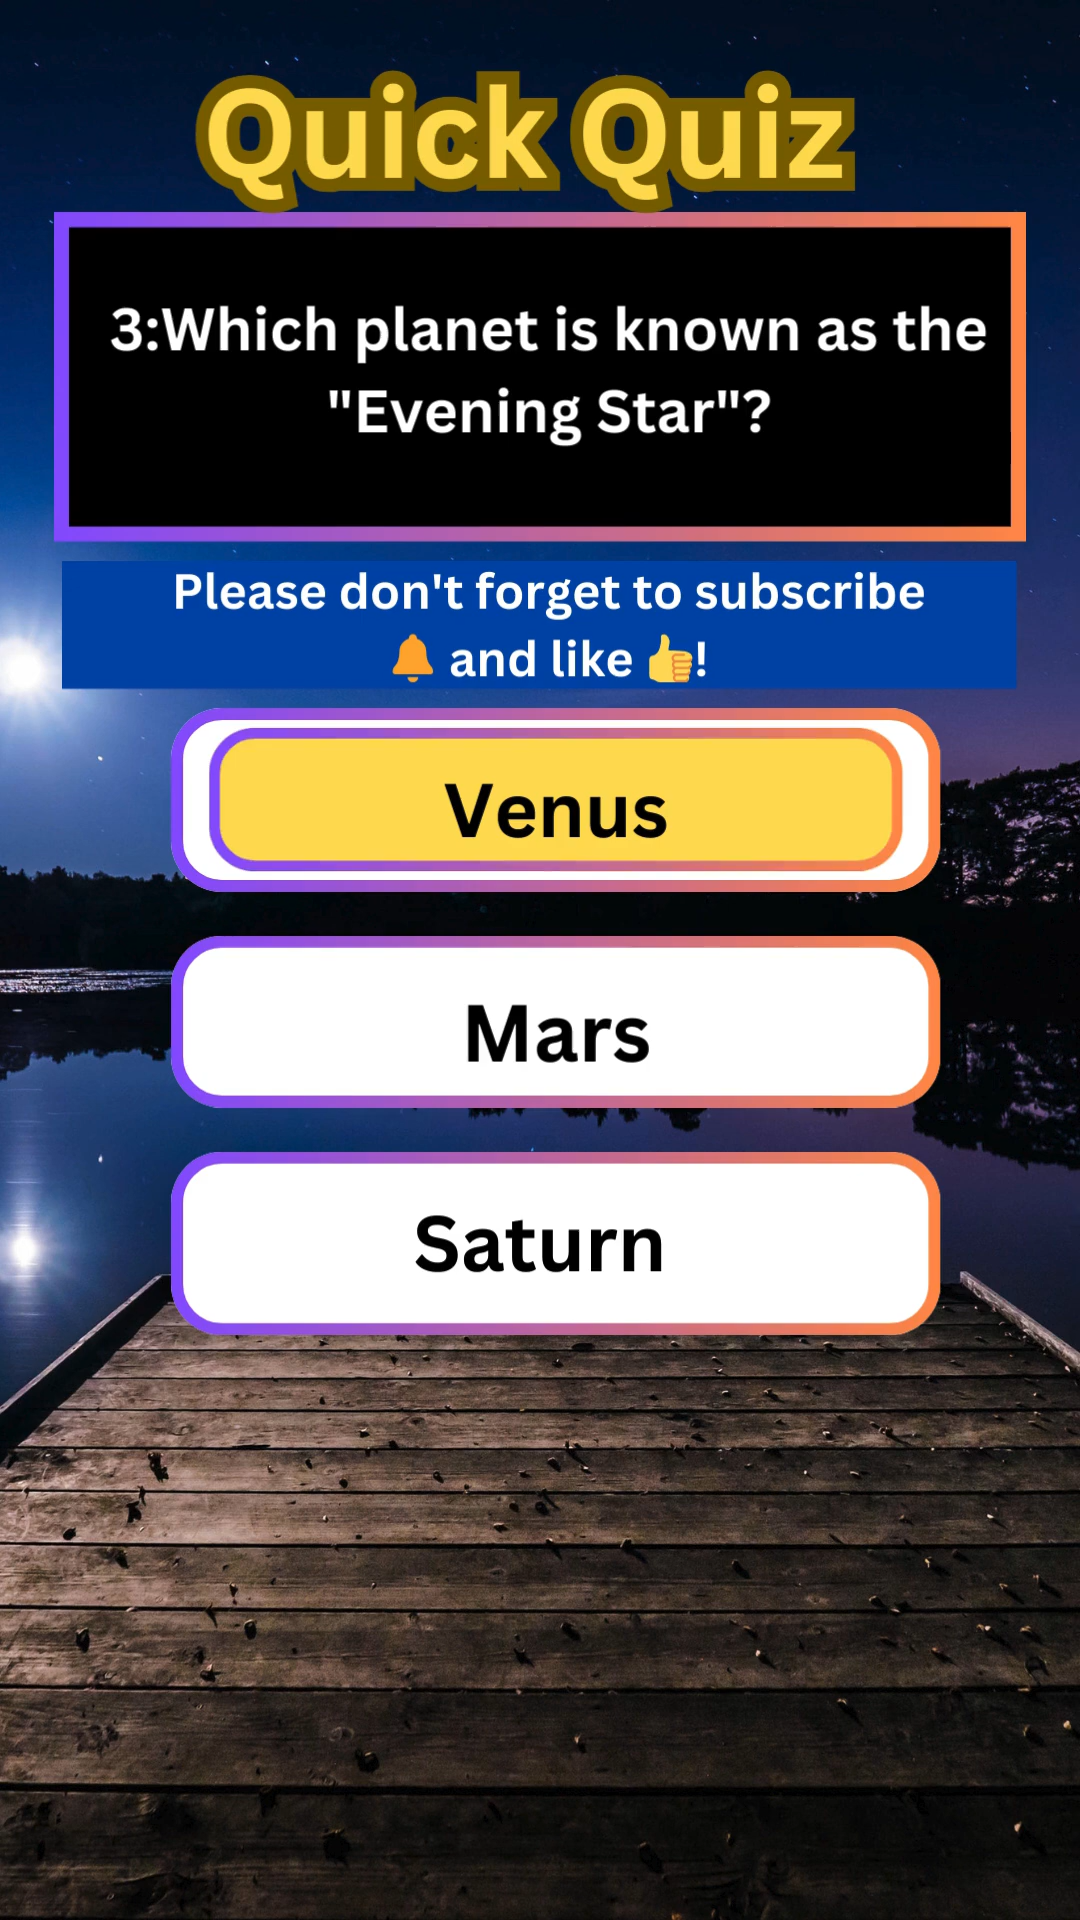 Quick Quiz
3:Which planet is known as the
"Evening Star"?
Please don't forget to subscribe
🔔 and like 👍!
Venus
Mars
Saturn